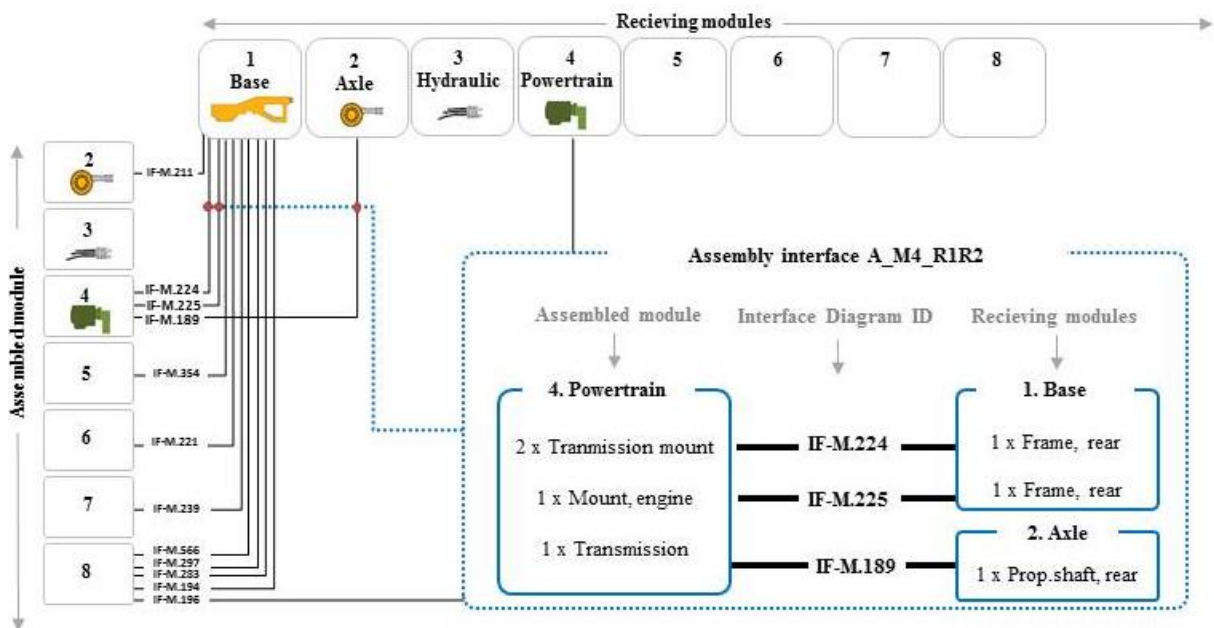 Recieving modules
1 2 3 4 5 6 7 8
Base Axle Hydraulic Powertrain
Assembled module
2 IF-M.211
3
4 IF-M.224
IF-M.225
IF-M.189
5 IF-M.354
6 IF-M.221
7 IF-M.239
8 IF-M.566
IF-M.297
IF-M.283
IF-M.194
IF-M.196
Assembly interface A_M4_R1R2
Assembled module Interface Diagram ID Recieving modules
4. Powertrain 1. Base
2 x Tranmission mount IF-M.224 1 x Frame, rear
1 x Mount, engine IF-M.225 1 x Frame, rear
2. Axle
1 x Transmission IF-M.189 1 x Prop.shaft, rear